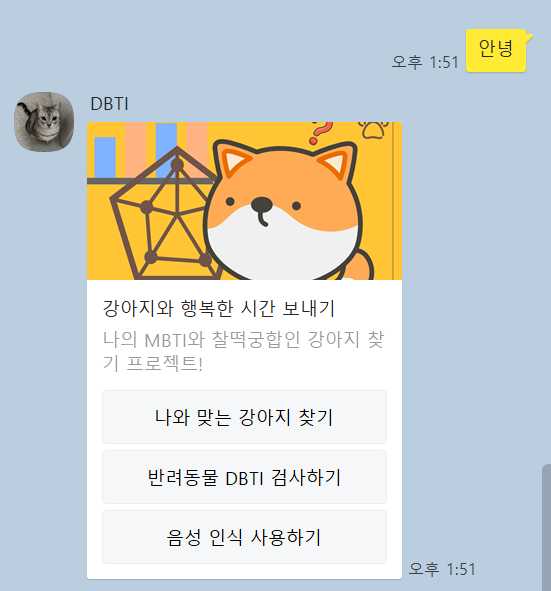 안녕
오후 1:51
DBTI
?
강아지와 행복한 시간 보내기
나의 MBTI와 찰떡궁합인 강아지 찾
기 프로젝트!
나와 맞는 강아지 찾기
반려동물 DBTI 검사하기
음성 인식 사용하기
오후 1:51